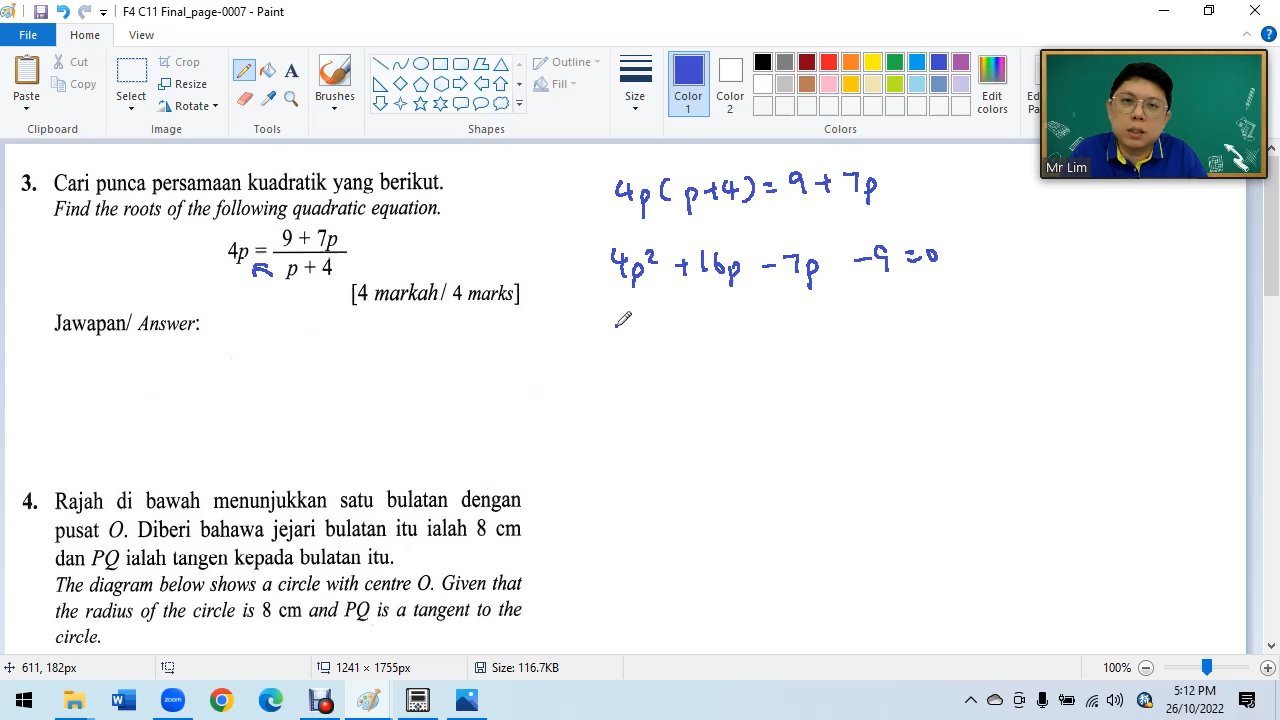 F4 C11 Final_page-0007 - Paint
File Home View
Paste
Cut
Copy
Clipboard
Select
Crop
Resize
Rotate
Image
A
Tools
Brushes
Outline
Fill
Shapes
Size
Color 1
Color 2
Edit colors
Colors
Mr Lim
3. Cari punca persamaan kuadratik yang berikut.
Find the roots of the following quadratic equation.
4p = (9 + 7p)/(p + 4)
[4 markah/ 4 marks]
Jawapan/ Answer:
4p(p+4) = 9 + 7p
4p² + 16p - 7p - 9 = 0
4. Rajah di bawah menunjukkan satu bulatan dengan
pusat O. Diberi bahawa jejari bulatan itu ialah 8 cm
dan PQ ialah tangen kepada bulatan itu.
The diagram below shows a circle with centre O. Given that
the radius of the circle is 8 cm and PQ is a tangent to the
circle.
611, 182px
1241 × 1755px
Size: 116.7KB
100%
zoom
5:12 PM
26/10/2022